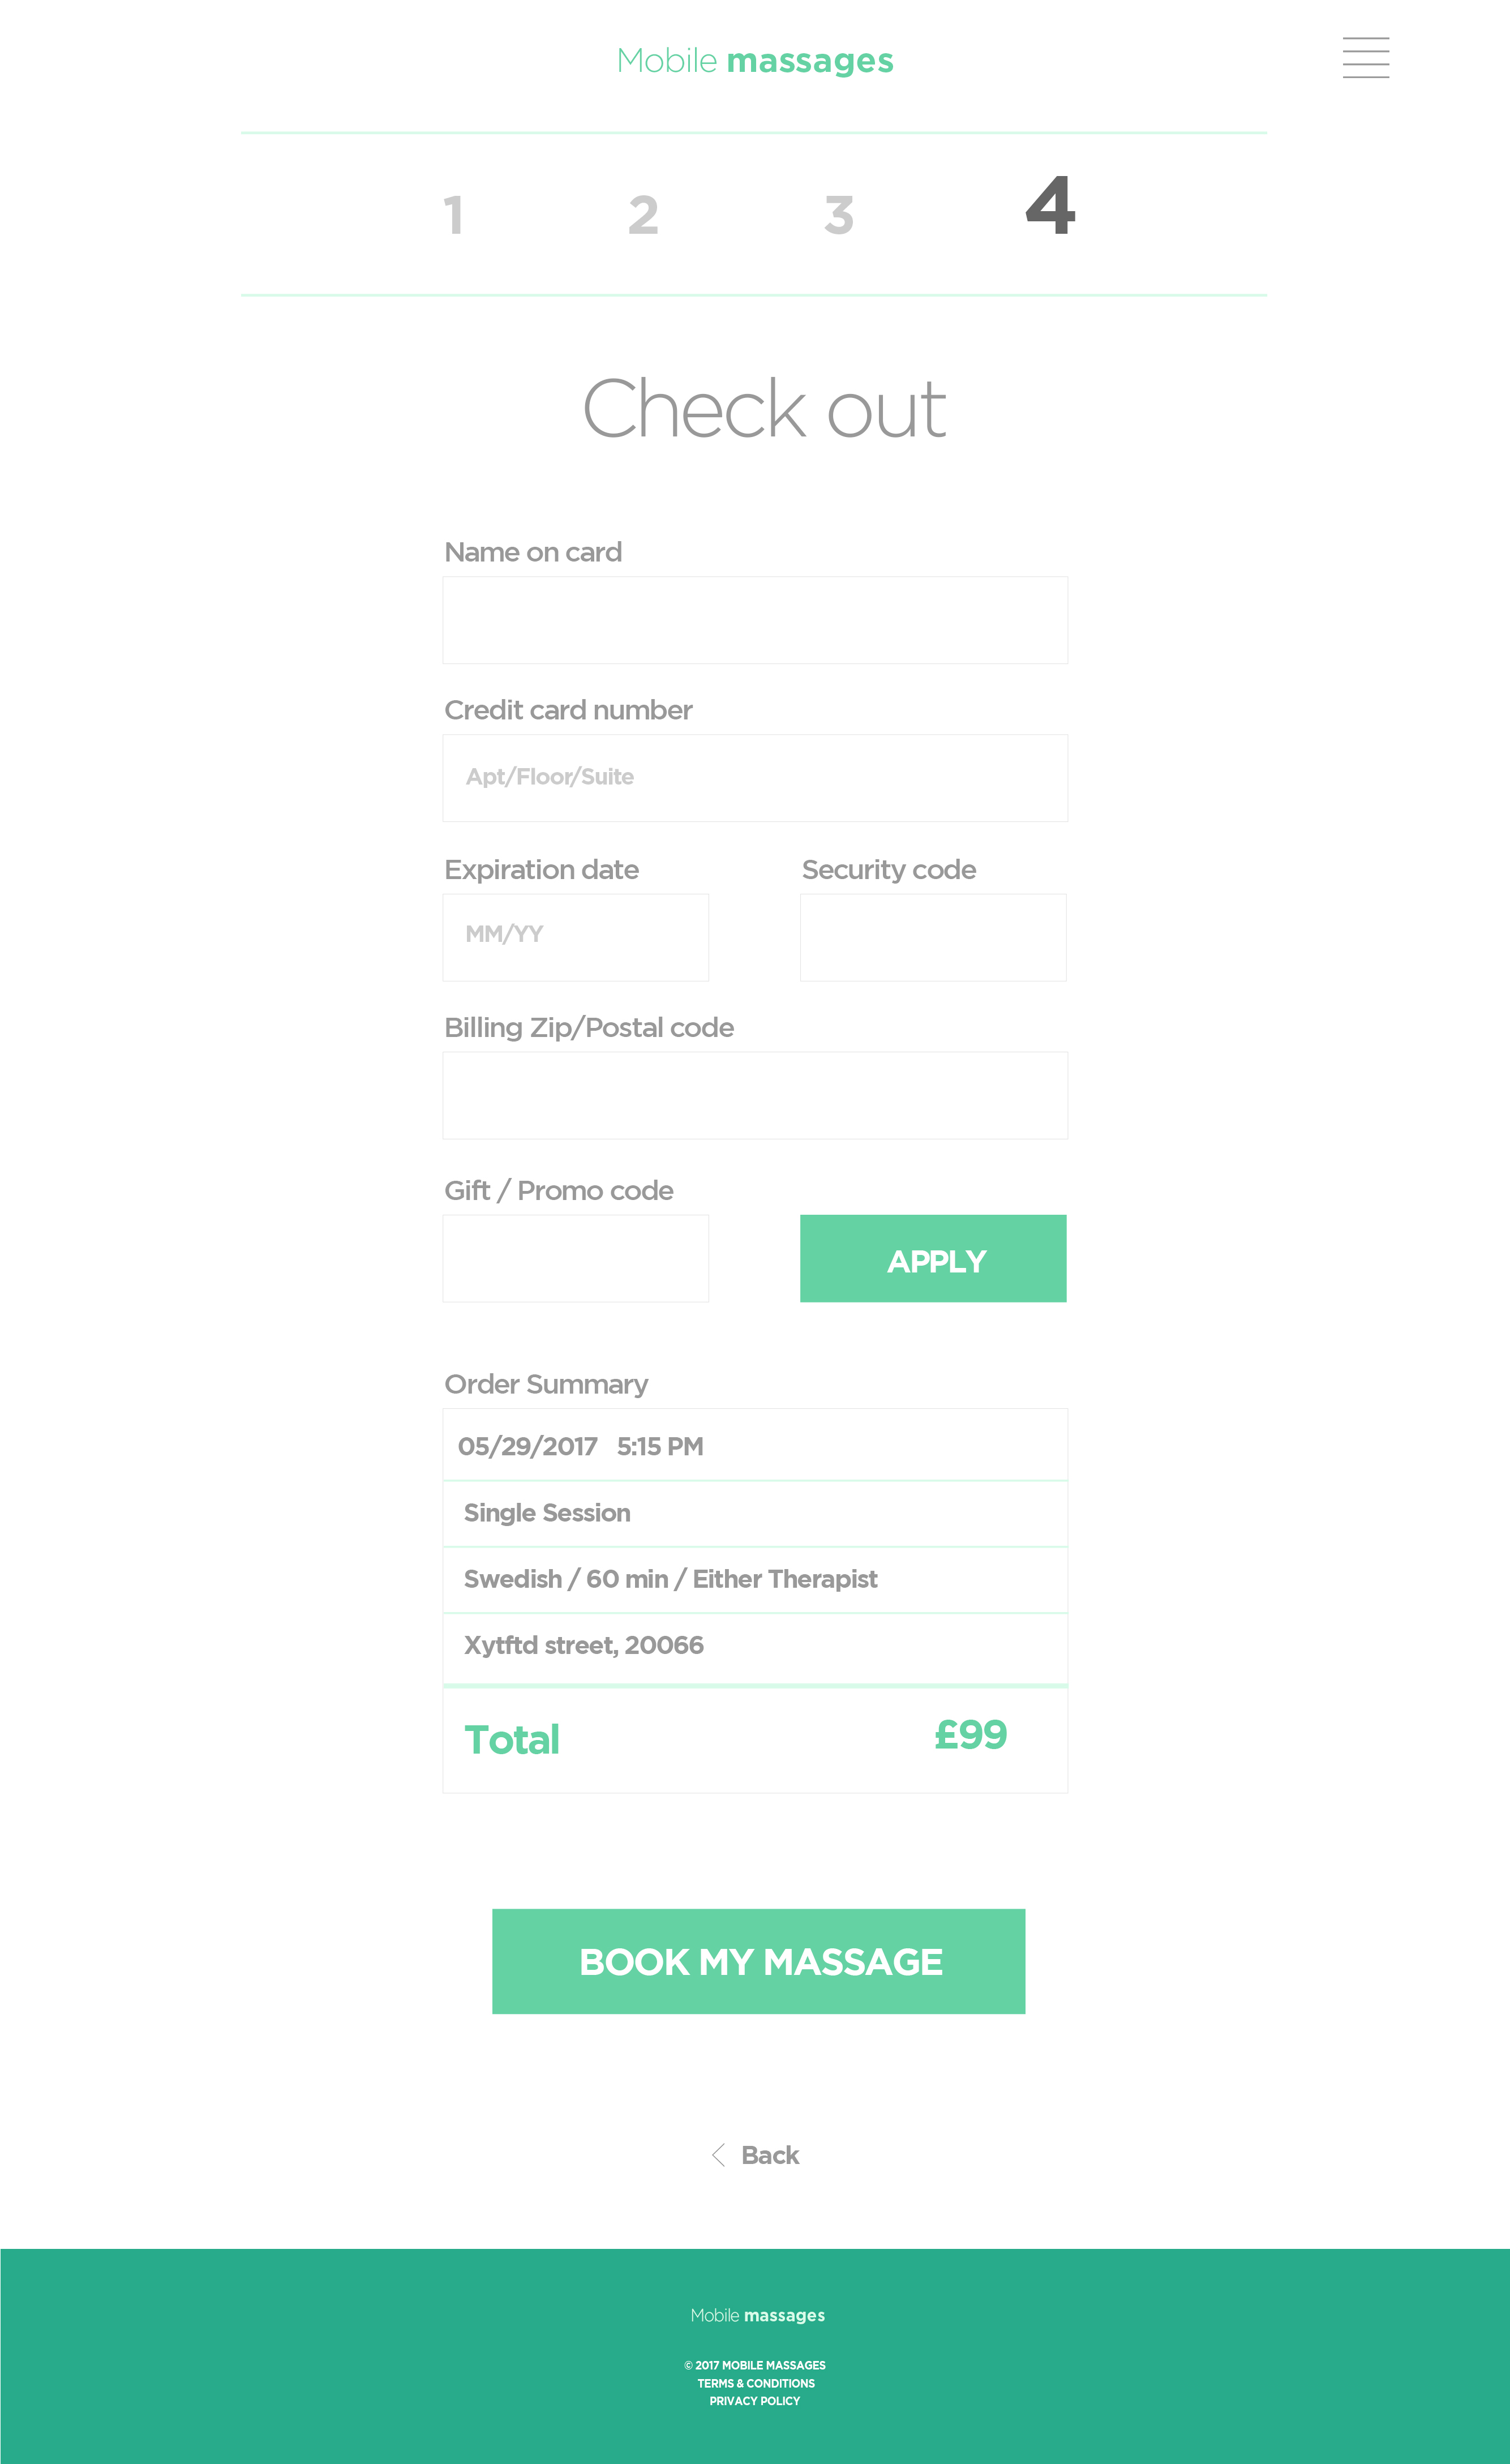 Mobile massages
1 2 3 4
Check out
Name on card
Credit card number
Apt/Floor/Suite
Expiration date Security code
MM/YY
Billing Zip/Postal code
Gift / Promo code
APPLY
Order Summary
05/29/2017 5:15 PM
Single Session
Swedish / 60 min / Either Therapist
Xytftd street, 20066
Total £99
BOOK MY MASSAGE
Back
Mobile massages
© 2017 MOBILE MASSAGES
TERMS & CONDITIONS
PRIVACY POLICY